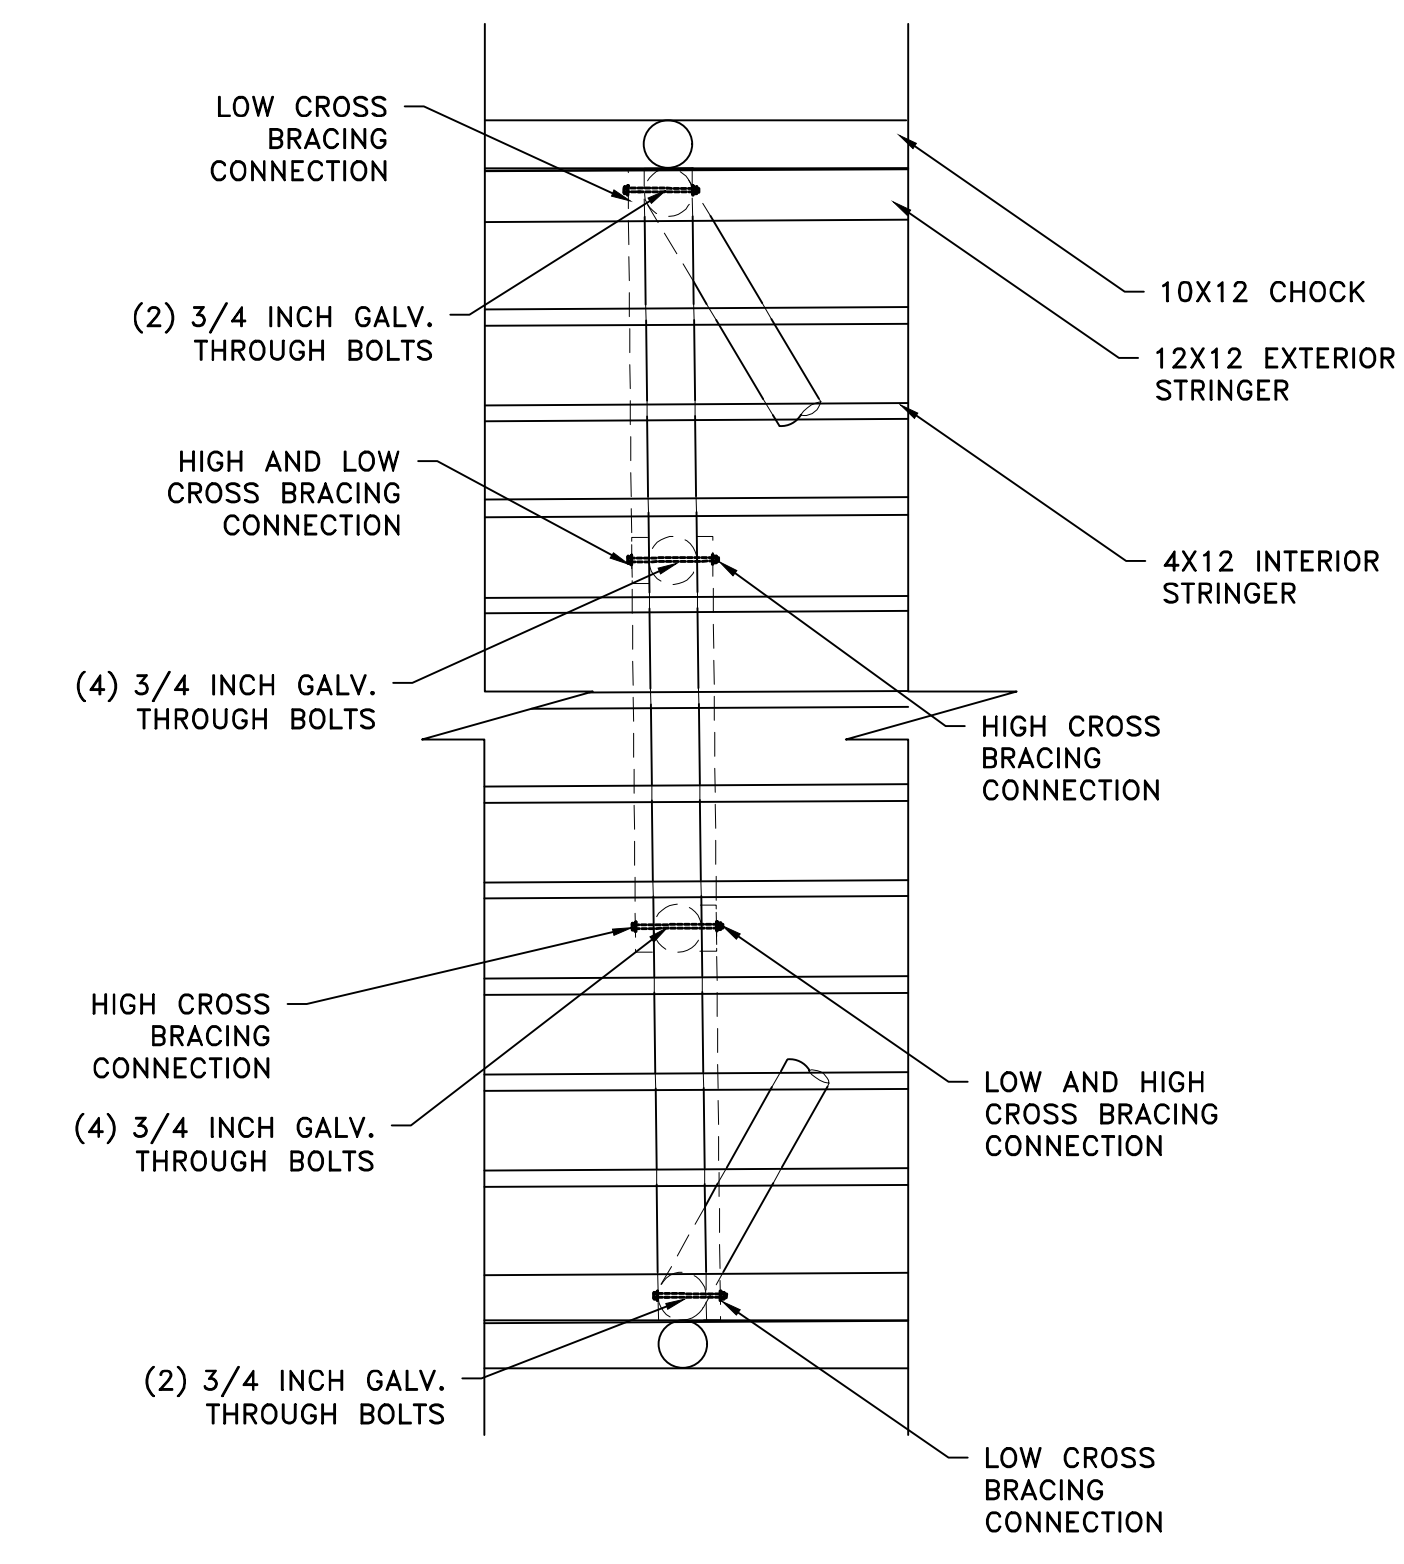 LOW CROSS
BRACING
CONNECTION
(2) 3/4 INCH GALV.
THROUGH BOLTS
10X12 CHOCK
12X12 EXTERIOR
STRINGER
HIGH AND LOW
CROSS BRACING
CONNECTION
4X12 INTERIOR
STRINGER
(4) 3/4 INCH GALV.
THROUGH BOLTS
HIGH CROSS
BRACING
CONNECTION
HIGH CROSS
BRACING
CONNECTION
LOW AND HIGH
CROSS BRACING
CONNECTION
(4) 3/4 INCH GALV.
THROUGH BOLTS
(2) 3/4 INCH GALV.
THROUGH BOLTS
LOW CROSS
BRACING
CONNECTION